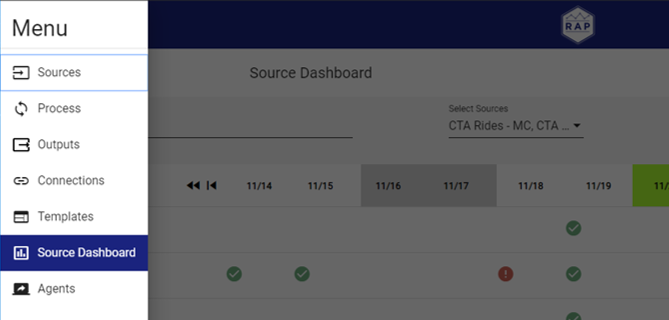 Menu
RAP
Sources
Source Dashboard
Process
Select Sources
CTA Rides - MC, CTA ...
Outputs
Connections
11/14 11/15 11/16 11/17 11/18 11/19 11/
Templates
Source Dashboard
Agents